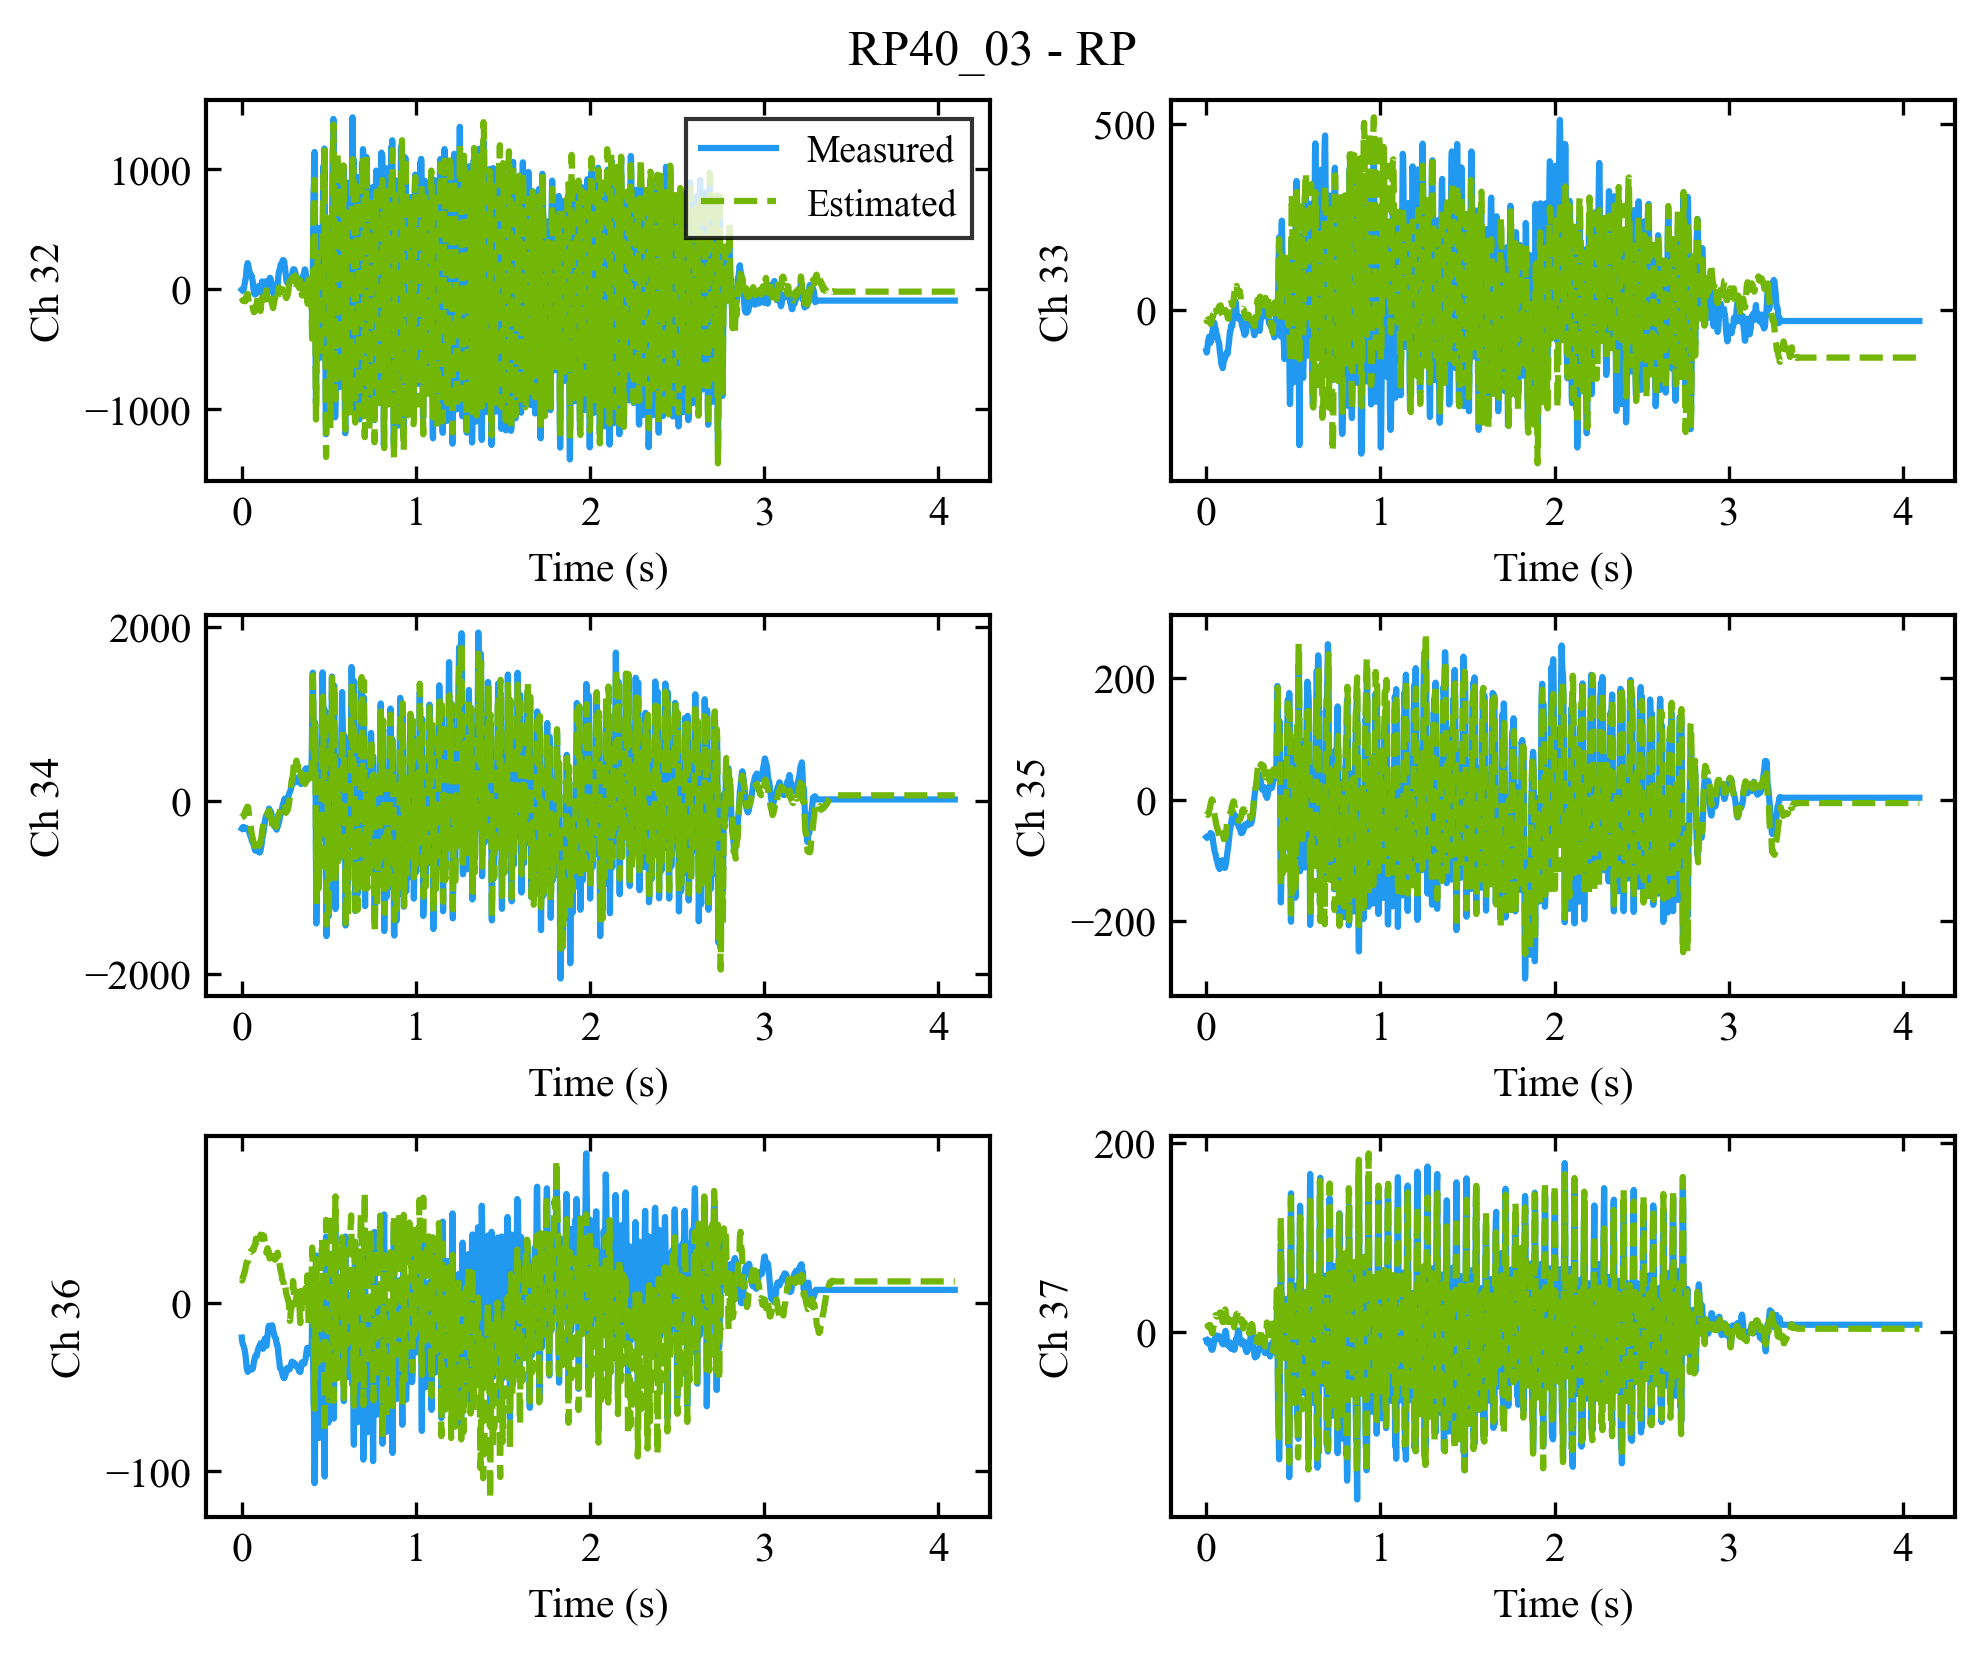 RP40_03 - RP
Measured
Estimated
Ch 32
1000
0
−1000
0 1 2 3 4
Time (s)
Ch 33
500
0
0 1 2 3 4
Time (s)
Ch 34
2000
0
−2000
0 1 2 3 4
Time (s)
Ch 35
200
0
−200
0 1 2 3 4
Time (s)
Ch 36
0
−100
0 1 2 3 4
Time (s)
Ch 37
200
0
0 1 2 3 4
Time (s)